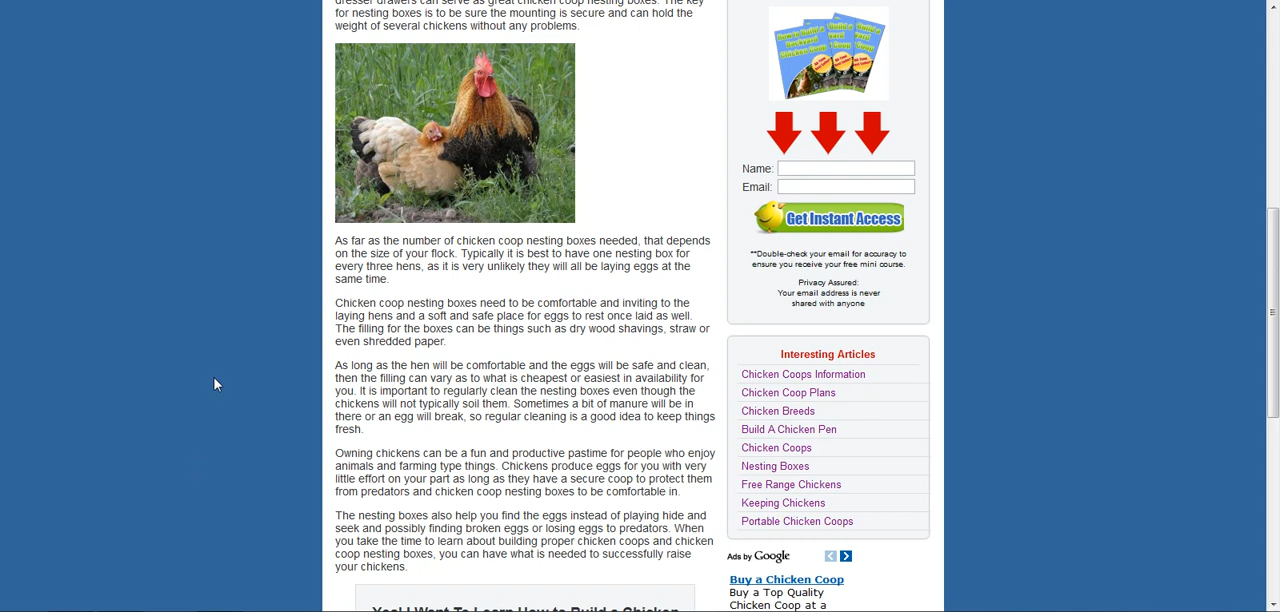 dresser drawers can serve as great chicken coop nesting boxes. The key
for nesting boxes is to be sure the mounting is secure and can hold the
weight of several chickens without any problems.
As far as the number of chicken coop nesting boxes needed, that depends
on the size of your flock. Typically it is best to have one nesting box for
every three hens, as it is very unlikely they will all be laying eggs at the
same time.
Chicken coop nesting boxes need to be comfortable and inviting to the
laying hens and a soft and safe place for eggs to rest once laid as well.
The filling for the boxes can be things such as dry wood shavings, straw or
even shredded paper.
As long as the hen will be comfortable and the eggs will be safe and clean,
then the filling can vary as to what is cheapest or easiest in availability for
you. It is important to regularly clean the nesting boxes even though the
chickens will not typically soil them. Sometimes a bit of manure will be in
there or an egg will break, so regular cleaning is a good idea to keep things
fresh.
Owning chickens can be a fun and productive pastime for people who enjoy
animals and farming type things. Chickens produce eggs for you with very
little effort on your part as long as they have a secure coop to protect them
from predators and chicken coop nesting boxes to be comfortable in.
The nesting boxes also help you find the eggs instead of playing hide and
seek and possibly finding broken eggs or losing eggs to predators. When
you take the time to learn about building proper chicken coops and chicken
coop nesting boxes, you can have what is needed to successfully raise
your chickens.
Yes! I Want To Learn How to Build a Chicken
Name:
Email:
Get Instant Access
**Double-check your email for accuracy to
ensure you receive your free mini course.
Privacy Assured:
Your email address is never
shared with anyone
Interesting Articles
Chicken Coops Information
Chicken Coop Plans
Chicken Breeds
Build A Chicken Pen
Chicken Coops
Nesting Boxes
Free Range Chickens
Keeping Chickens
Portable Chicken Coops
Ads by Google
Buy a Chicken Coop
Buy a Top Quality
Chicken Coop at a